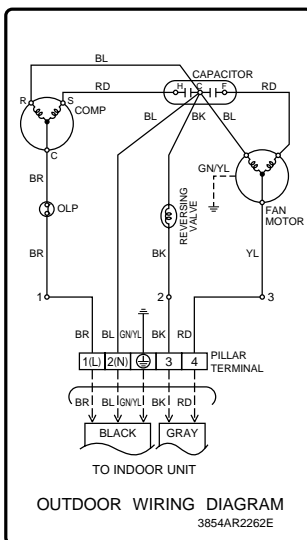 BL
CAPACITOR
RD H C F RD
R S
COMP
BL BK BL
C
GN/YL
BR
OLP
REVERSING
VALVE
FAN
MOTOR
BR BK YL
1 2 3
BR BL GN/YL BK RD
1(L) 2(N) 3 4
PILLAR
TERMINAL
BR BL GN/YL BK RD
BLACK GRAY
TO INDOOR UNIT
OUTDOOR WIRING DIAGRAM
3854AR2262E